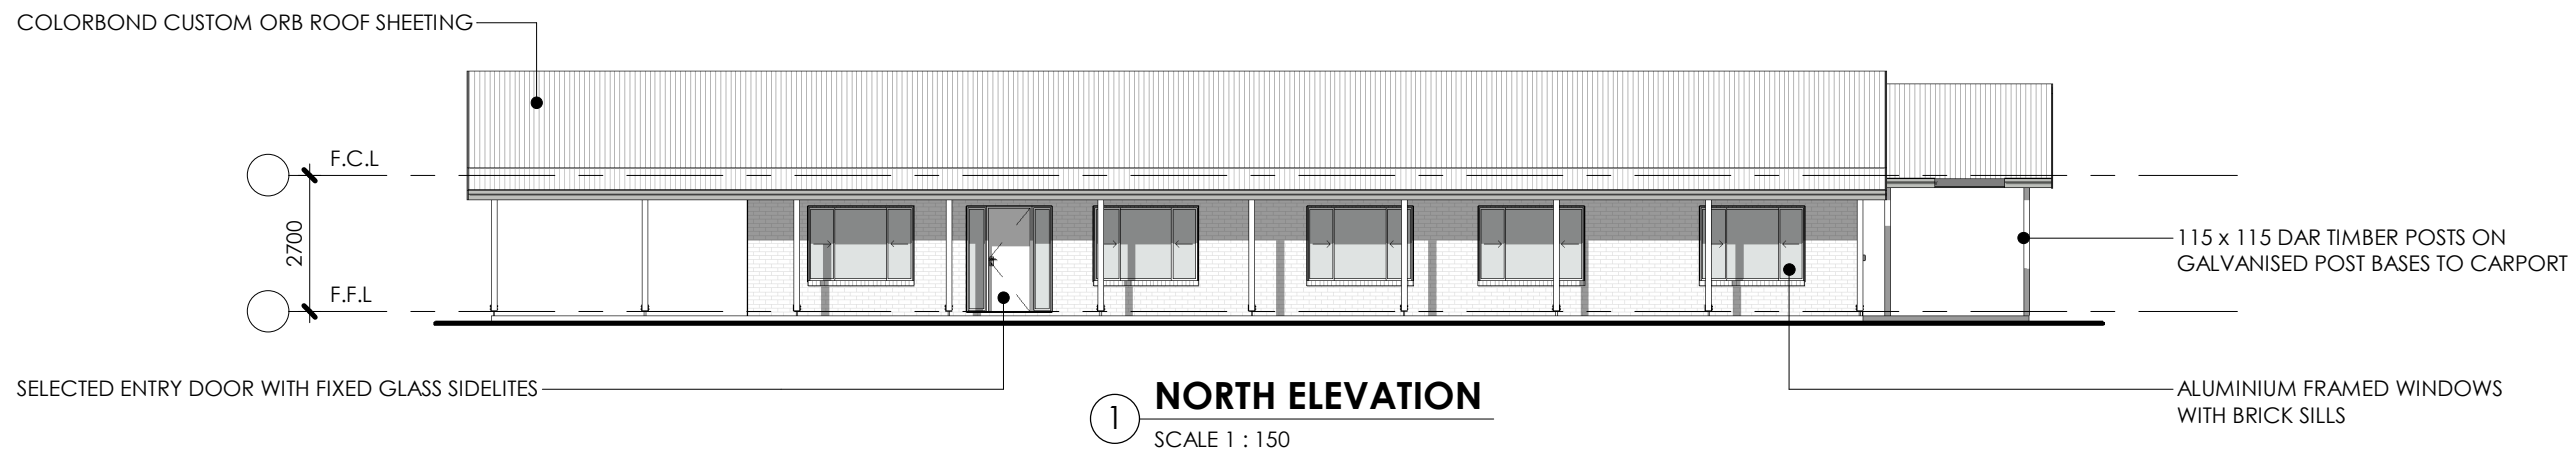 COLORBOND CUSTOM ORB ROOF SHEETING
F.C.L
2700
F.F.L
115 x 115 DAR TIMBER POSTS ON
GALVANISED POST BASES TO CARPORT
SELECTED ENTRY DOOR WITH FIXED GLASS SIDELITES
1
NORTH ELEVATION
SCALE 1 : 150
ALUMINIUM FRAMED WINDOWS
WITH BRICK SILLS